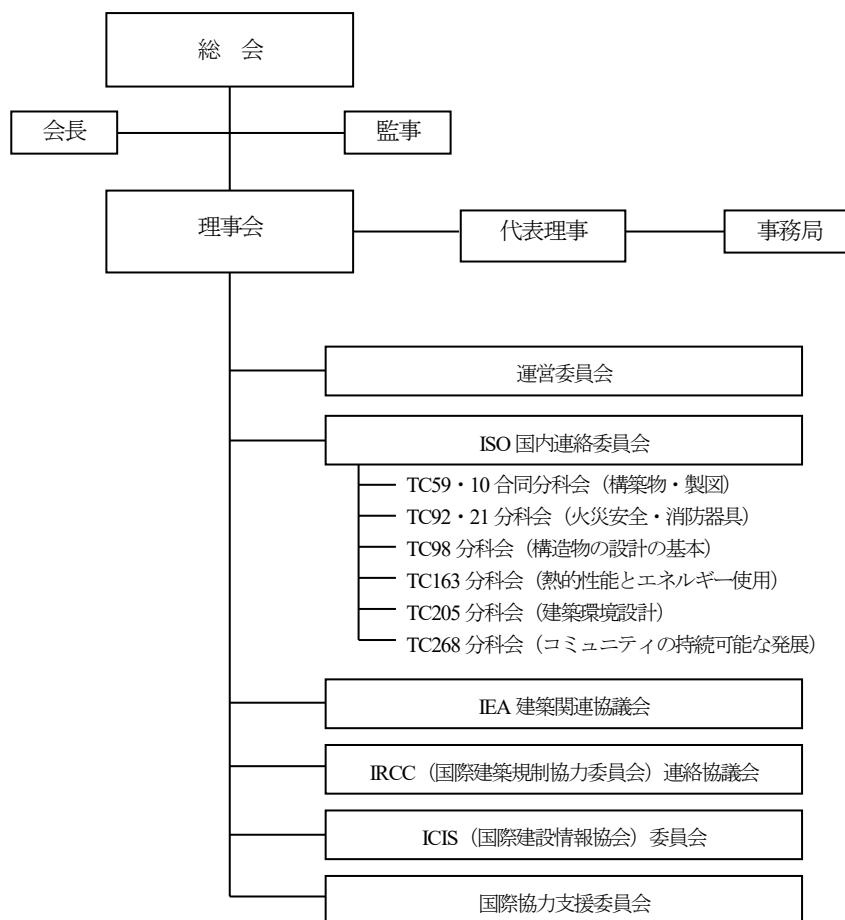 総　会
会長
監事
理事会
代表理事
事務局
運営委員会
ISO 国内連絡委員会
TC59・10 合同分科会（構築物・製図）
TC92・21 分科会（火災安全・消防器具）
TC98 分科会（構造物の設計の基本）
TC163 分科会（熱的性能とエネルギー使用）
TC205 分科会（建築環境設計）
TC268 分科会（コミュニティの持続可能な発展）
IEA 建築関連協議会
IRCC（国際建築規制協力委員会）連絡協議会
ICIS（国際建設情報協会）委員会
国際協力支援委員会